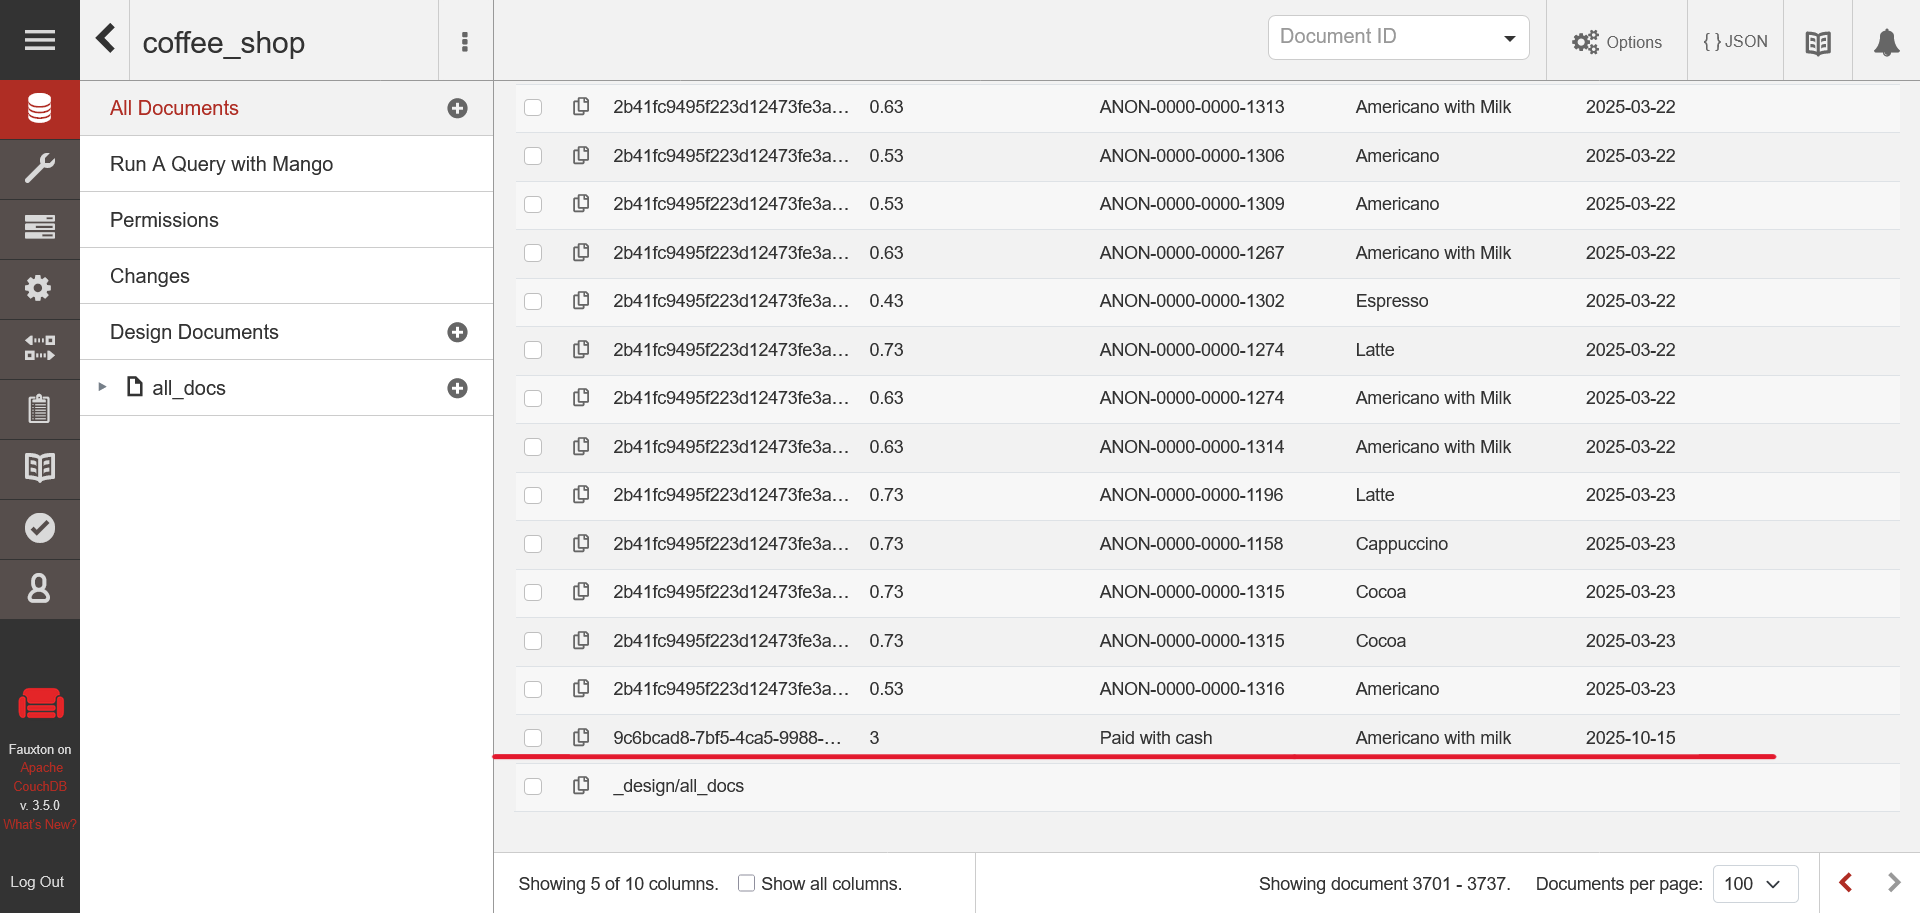 coffee_shop
Document ID
Options
{ } JSON
All Documents
Run A Query with Mango
Permissions
Changes
Design Documents
all_docs
2b41fc9495f223d12473fe3a... 0.63 ANON-0000-0000-1313 Americano with Milk 2025-03-22
2b41fc9495f223d12473fe3a... 0.53 ANON-0000-0000-1306 Americano 2025-03-22
2b41fc9495f223d12473fe3a... 0.53 ANON-0000-0000-1309 Americano 2025-03-22
2b41fc9495f223d12473fe3a... 0.63 ANON-0000-0000-1267 Americano with Milk 2025-03-22
2b41fc9495f223d12473fe3a... 0.43 ANON-0000-0000-1302 Espresso 2025-03-22
2b41fc9495f223d12473fe3a... 0.73 ANON-0000-0000-1274 Latte 2025-03-22
2b41fc9495f223d12473fe3a... 0.63 ANON-0000-0000-1274 Americano with Milk 2025-03-22
2b41fc9495f223d12473fe3a... 0.63 ANON-0000-0000-1314 Americano with Milk 2025-03-22
2b41fc9495f223d12473fe3a... 0.73 ANON-0000-0000-1196 Latte 2025-03-23
2b41fc9495f223d12473fe3a... 0.73 ANON-0000-0000-1158 Cappuccino 2025-03-23
2b41fc9495f223d12473fe3a... 0.73 ANON-0000-0000-1315 Cocoa 2025-03-23
2b41fc9495f223d12473fe3a... 0.73 ANON-0000-0000-1315 Cocoa 2025-03-23
2b41fc9495f223d12473fe3a... 0.53 ANON-0000-0000-1316 Americano 2025-03-23
9c6bcad8-7bf5-4ca5-9988-... 3 Paid with cash Americano with milk 2025-10-15
_design/all_docs
Fauxton on
Apache
CouchDB
v. 3.5.0
What's New?
Log Out
Showing 5 of 10 columns.
Show all columns.
Showing document 3701 - 3737.
Documents per page: 100